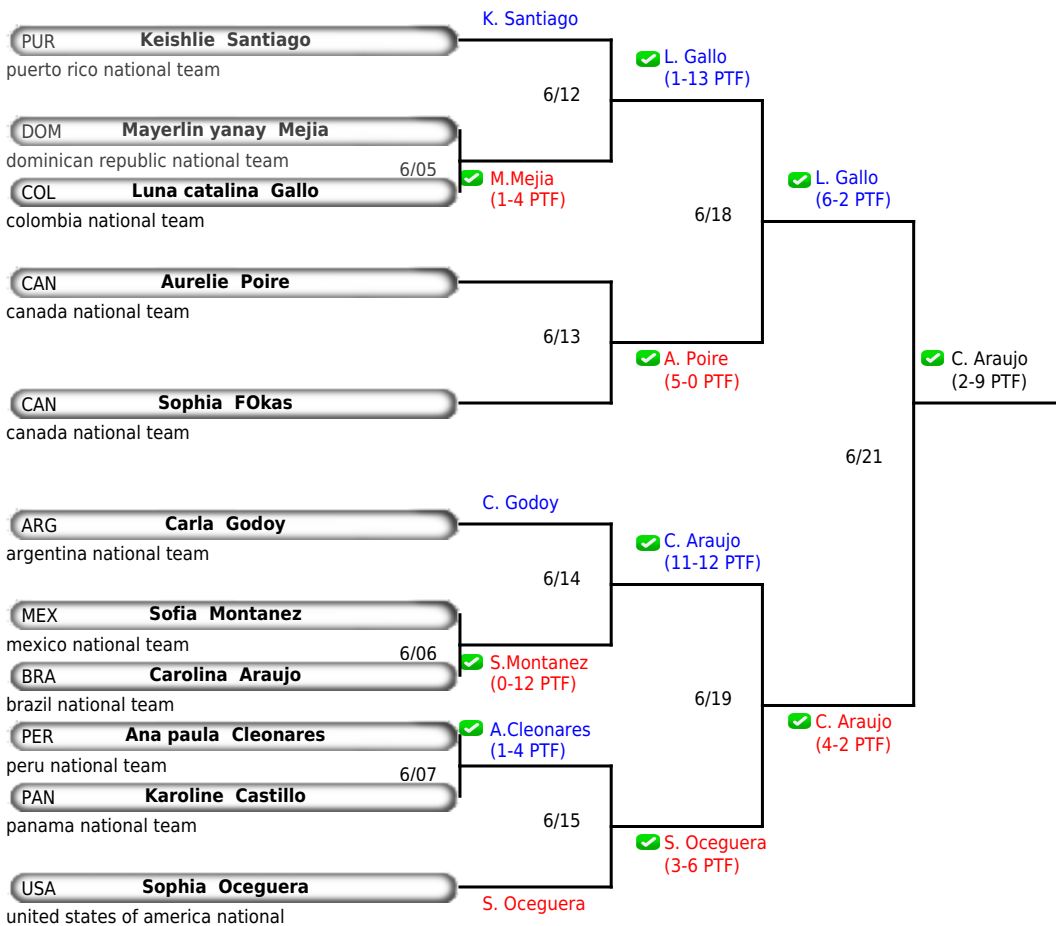 K. Santiago
PUR Keishlie Santiago
puerto rico national team
L. Gallo
(1-13 PTF)
6/12
DOM Mayerlin yanay Mejia
dominican republic national team
6/05
M.Mejia
(1-4 PTF)
COL Luna catalina Gallo
colombia national team
L. Gallo
(6-2 PTF)
6/18
CAN Aurelie Poire
canada national team
6/13
A. Poire
(5-0 PTF)
C. Araujo
(2-9 PTF)
CAN Sophia FOkas
canada national team
6/21
C. Godoy
ARG Carla Godoy
argentina national team
C. Araujo
(11-12 PTF)
6/14
MEX Sofia Montanez
mexico national team
6/06
S.Montanez
(0-12 PTF)
BRA Carolina Araujo
brazil national team
6/19
C. Araujo
(4-2 PTF)
PER Ana paula Cleonares
peru national team
A.Cleonares
(1-4 PTF)
6/07
PAN Karoline Castillo
panama national team
6/15
S. Oceguera
(3-6 PTF)
USA Sophia Oceguera
united states of america national
S. Oceguera